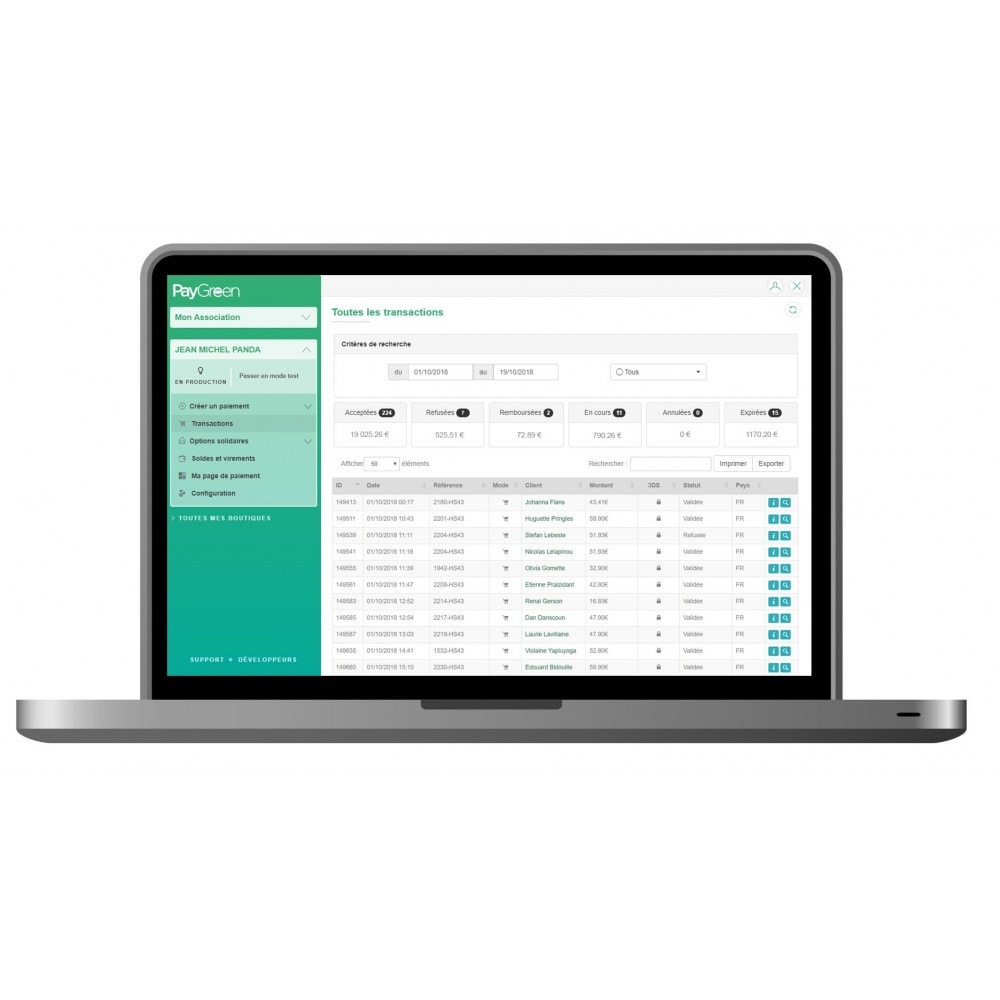 PayGreen
Mon Association
JEAN MICHEL PANDA
EN PRODUCTION
Passer en mode test
Créer un paiement
Transactions
Options solidaires
Soldes et virements
Ma page de paiement
Configuration
> TOUTES MES BOUTIQUES
SUPPORT + DÉVELOPPEURS
Toutes les transactions
Critères de recherche
du 01/10/2018 au 19/10/2018 Tous
Acceptées 224 Refusées 7 Remboursées 2 En cours 11 Annulées 0 Expirées 15
19 025.26 € 525.51 € 72.89 € 790.26 € 0 € 1170.20 €
Afficher 50 éléments Rechercher : Imprimer Exporter
ID Date Référence Mode Client Montant 3DS Statut Pays
149413 01/10/2018 00:17 2180-HS43 Johanna Flans 43.41€ Validée FR
149511 01/10/2018 10:43 2201-HS43 Huguette Pringles 59.90€ Validée FR
149539 01/10/2018 11:11 2204-HS43 Stefan Lebeste 51.93€ Refusée FR
149541 01/10/2018 11:16 2204-HS43 Nicolas Lelapinou 51.93€ Validée FR
149555 01/10/2018 11:39 1942-HS43 Olivia Gomette 32.90€ Validée FR
149561 01/10/2018 11:47 2209-HS43 Etienne Praizidant 42.80€ Validée FR
149583 01/10/2018 12:52 2214-HS43 Renal Gerson 16.83€ Validée FR
149585 01/10/2018 12:54 2217-HS43 Dan Danscoun 47.90€ Validée FR
149587 01/10/2018 13:03 2219-HS43 Laurie Lavillaine 47.90€ Validée FR
149635 01/10/2018 14:41 1532-HS43 Violaine Yapluyoga 52.80€ Validée FR
149660 01/10/2018 15:10 2230-HS43 Edouard Bidouille 59.90€ Validée FR